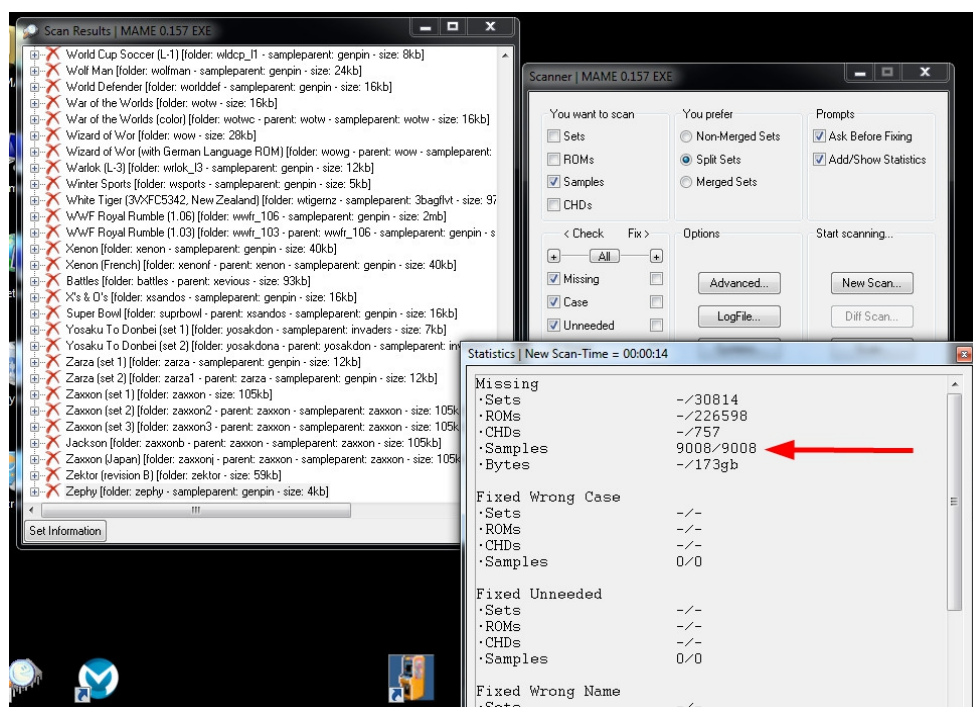 Scan Results | MAME 0.157 EXE
World Cup Soccer (L-1) [folder: wldcp_l1 - sampleparent: genpin - size: 8kb]
Wolf Man [folder: wolfman - sampleparent: genpin - size: 24kb]
World Defender [folder: worlddef - sampleparent: genpin - size: 16kb]
War of the Worlds [folder: wotw - size: 16kb]
War of the Worlds (color) [folder: wotwc - parent: wotw - sampleparent: wotw - size: 16kb]
Wizard of Wor [folder: wow - size: 28kb]
Wizard of Wor (with German Language ROM) [folder: wowg - parent: wow - sampleparent:
Warlok (L-3) [folder: wrlok_l3 - sampleparent: genpin - size: 12kb]
Winter Sports [folder: wsports - sampleparent: genpin - size: 5kb]
White Tiger (3VXFC5342, New Zealand) [folder: wtigernz - sampleparent: 3bagflvt - size: 97
WWF Royal Rumble (1.06) [folder: wwfr_106 - sampleparent: genpin - size: 2mb]
WWF Royal Rumble (1.03) [folder: wwfr_103 - parent: wwfr_106 - sampleparent: genpin - s
Xenon [folder: xenon - sampleparent: genpin - size: 40kb]
Xenon (French) [folder: xenonf - parent: xenon - sampleparent: genpin - size: 40kb]
Battles [folder: battles - parent: xevious - size: 93kb]
X's & O's [folder: xsandos - sampleparent: genpin - size: 16kb]
Super Bowl [folder: suprbowl - parent: xsandos - sampleparent: genpin - size: 16kb]
Yosaku To Donbei (set 1) [folder: yosakdon - sampleparent: invaders - size: 7kb]
Yosaku To Donbei (set 2) [folder: yosakdona - parent: yosakdon - sampleparent: inv
Zarza (set 1) [folder: zarza - sampleparent: genpin - size: 12kb]
Zarza (set 2) [folder: zarza1 - parent: zarza - sampleparent: genpin - size: 12kb]
Zaxxon (set 1) [folder: zaxxon - size: 105kb]
Zaxxon (set 2) [folder: zaxxon2 - parent: zaxxon - sampleparent: zaxxon - size: 105k
Zaxxon (set 3) [folder: zaxxon3 - parent: zaxxon - sampleparent: zaxxon - size: 105k
Jackson [folder: zaxxonb - parent: zaxxon - sampleparent: zaxxon - size: 105kb]
Zaxxon (Japan) [folder: zaxxonj - parent: zaxxon - sampleparent: zaxxon - size: 105k
Zektor (revision B) [folder: zektor - size: 59kb]
Zephy [folder: zephy - sampleparent: genpin - size: 4kb]
Set Information
Scanner | MAME 0.157 EXE
You want to scan
Sets
ROMs
Samples
CHDs
You prefer
Non-Merged Sets
Split Sets
Merged Sets
Prompts
Ask Before Fixing
Add/Show Statistics
< Check Fix >
+ All +
Missing
Case
Unneeded
Options
Advanced...
LogFile...
Start scanning...
New Scan...
Diff Scan...
Statistics | New Scan-Time = 00:00:14
Missing
·Sets -/30814
·ROMs -/226598
·CHDs -/757
·Samples 9008/9008
·Bytes -/173gb
Fixed Wrong Case
·Sets -/-
·ROMs -/-
·CHDs -/-
·Samples 0/0
Fixed Unneeded
·Sets -/-
·ROMs -/-
·CHDs -/-
·Samples 0/0
Fixed Wrong Name
·Sets -/-